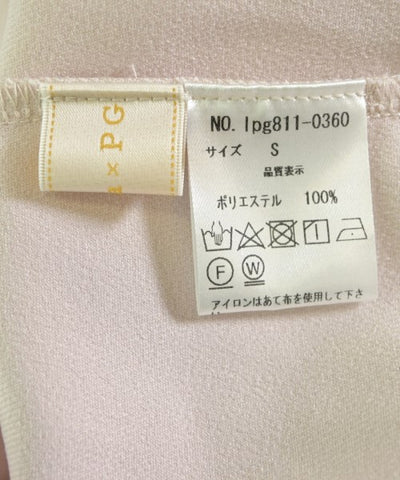 a × PG
NO. lpg811-0360
サイズ S
品質表示
ポリエステル 100%
F W
アイロンはあて布を使用して下さ